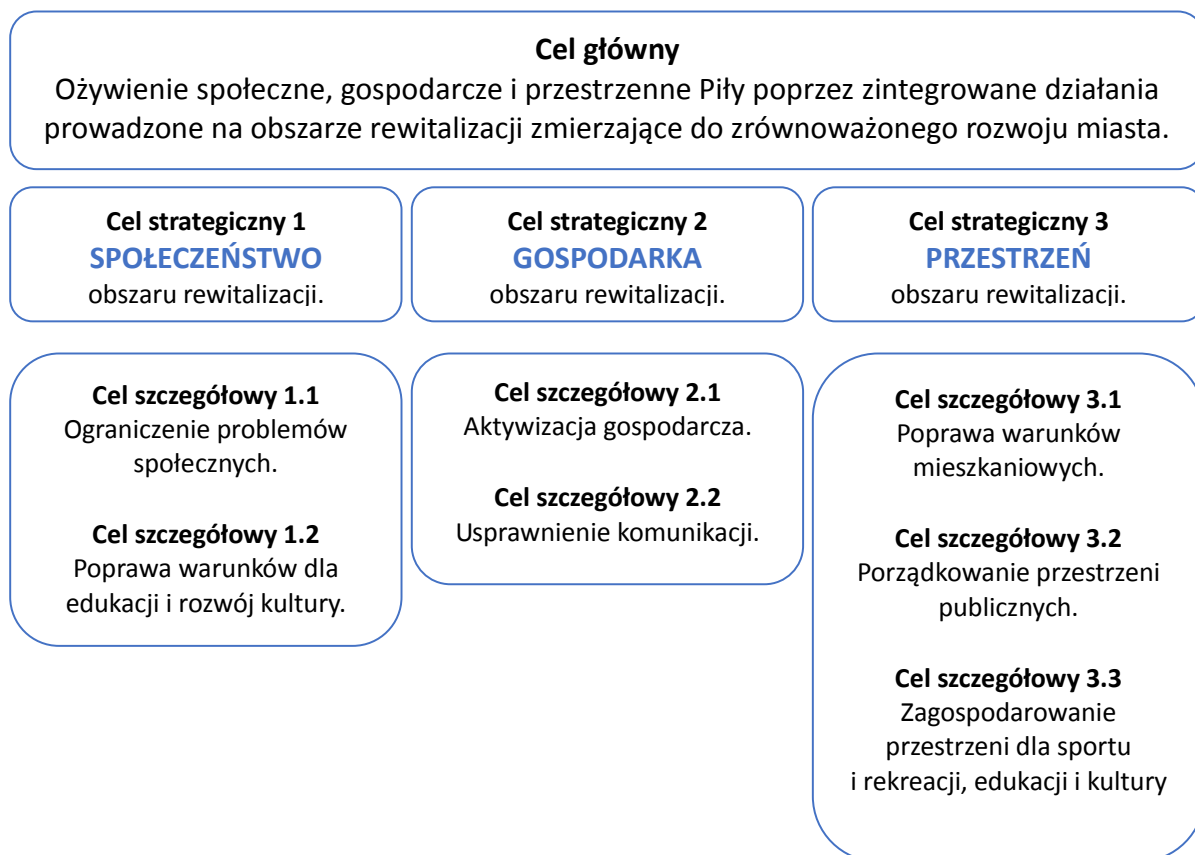 Cel główny
Ożywienie społeczne, gospodarcze i przestrzenne Piły poprzez zintegrowane działania
prowadzone na obszarze rewitalizacji zmierzające do zrównoważonego rozwoju miasta.
Cel strategiczny 1
SPOŁECZEŃSTWO
obszaru rewitalizacji.
Cel strategiczny 2
GOSPODARKA
obszaru rewitalizacji.
Cel strategiczny 3
PRZESTRZEŃ
obszaru rewitalizacji.
Cel szczegółowy 1.1
Ograniczenie problemów
społecznych.
Cel szczegółowy 1.2
Poprawa warunków dla
edukacji i rozwój kultury.
Cel szczegółowy 2.1
Aktywizacja gospodarcza.
Cel szczegółowy 2.2
Usprawnienie komunikacji.
Cel szczegółowy 3.1
Poprawa warunków
mieszkaniowych.
Cel szczegółowy 3.2
Porządkowanie przestrzeni
publicznych.
Cel szczegółowy 3.3
Zagospodarowanie
przestrzeni dla sportu
i rekreacji, edukacji i kultury